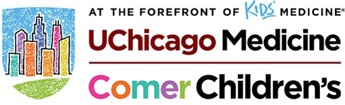 AT THE FOREFRONT OF KIDS' MEDICINE®
UChicago Medicine
Comer Children's